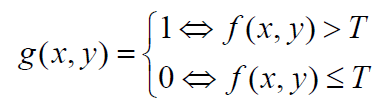 g(x, y) = { 1 ⇔ f(x, y) > T
0 ⇔ f(x, y) ≤ T